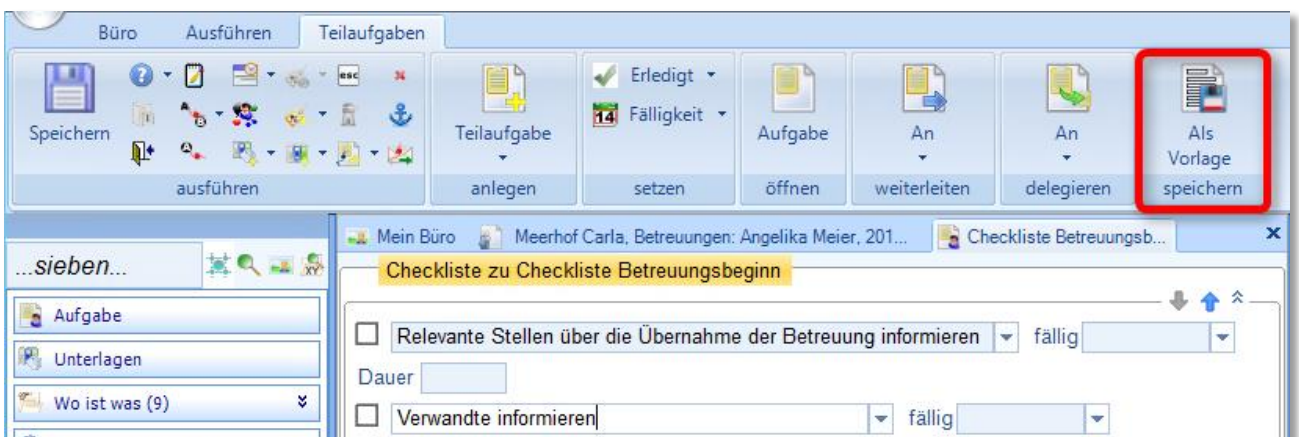 Büro Ausführen Teilaufgaben
esc
Speichern
Teilaufgabe
Erledigt
14 Fälligkeit
Aufgabe
An
An
Als
Vorlage
ausführen anlegen setzen öffnen weiterleiten delegieren speichern
...sieben...
Mein Büro Meerhof Carla, Betreuungen: Angelika Meier, 201... Checkliste Betreuungsb... x
Checkliste zu Checkliste Betreuungsbeginn
Aufgabe
Relevante Stellen über die Übernahme der Betreuung informieren fällig
Unterlagen
Dauer
Wo ist was (9)
Verwandte informieren fällig